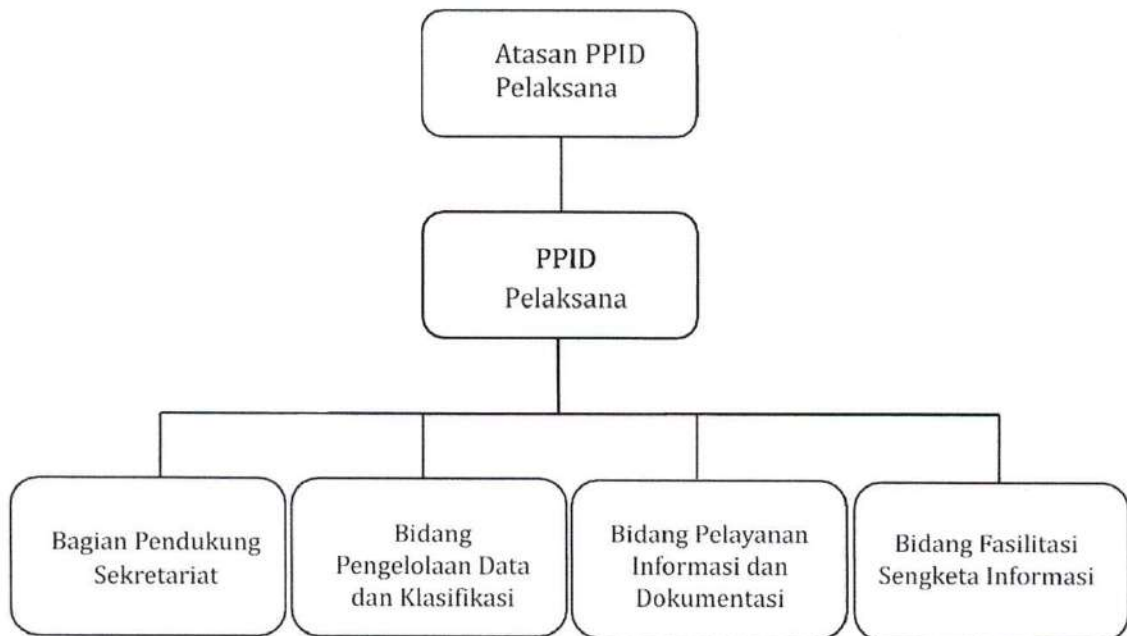 Atasan PPID
Pelaksana
PPID
Pelaksana
Bagian Pendukung
Sekretariat
Bidang
Pengelolaan Data
dan Klasifikasi
Bidang Pelayanan
Informasi dan
Dokumentasi
Bidang Fasilitasi
Sengketa Informasi